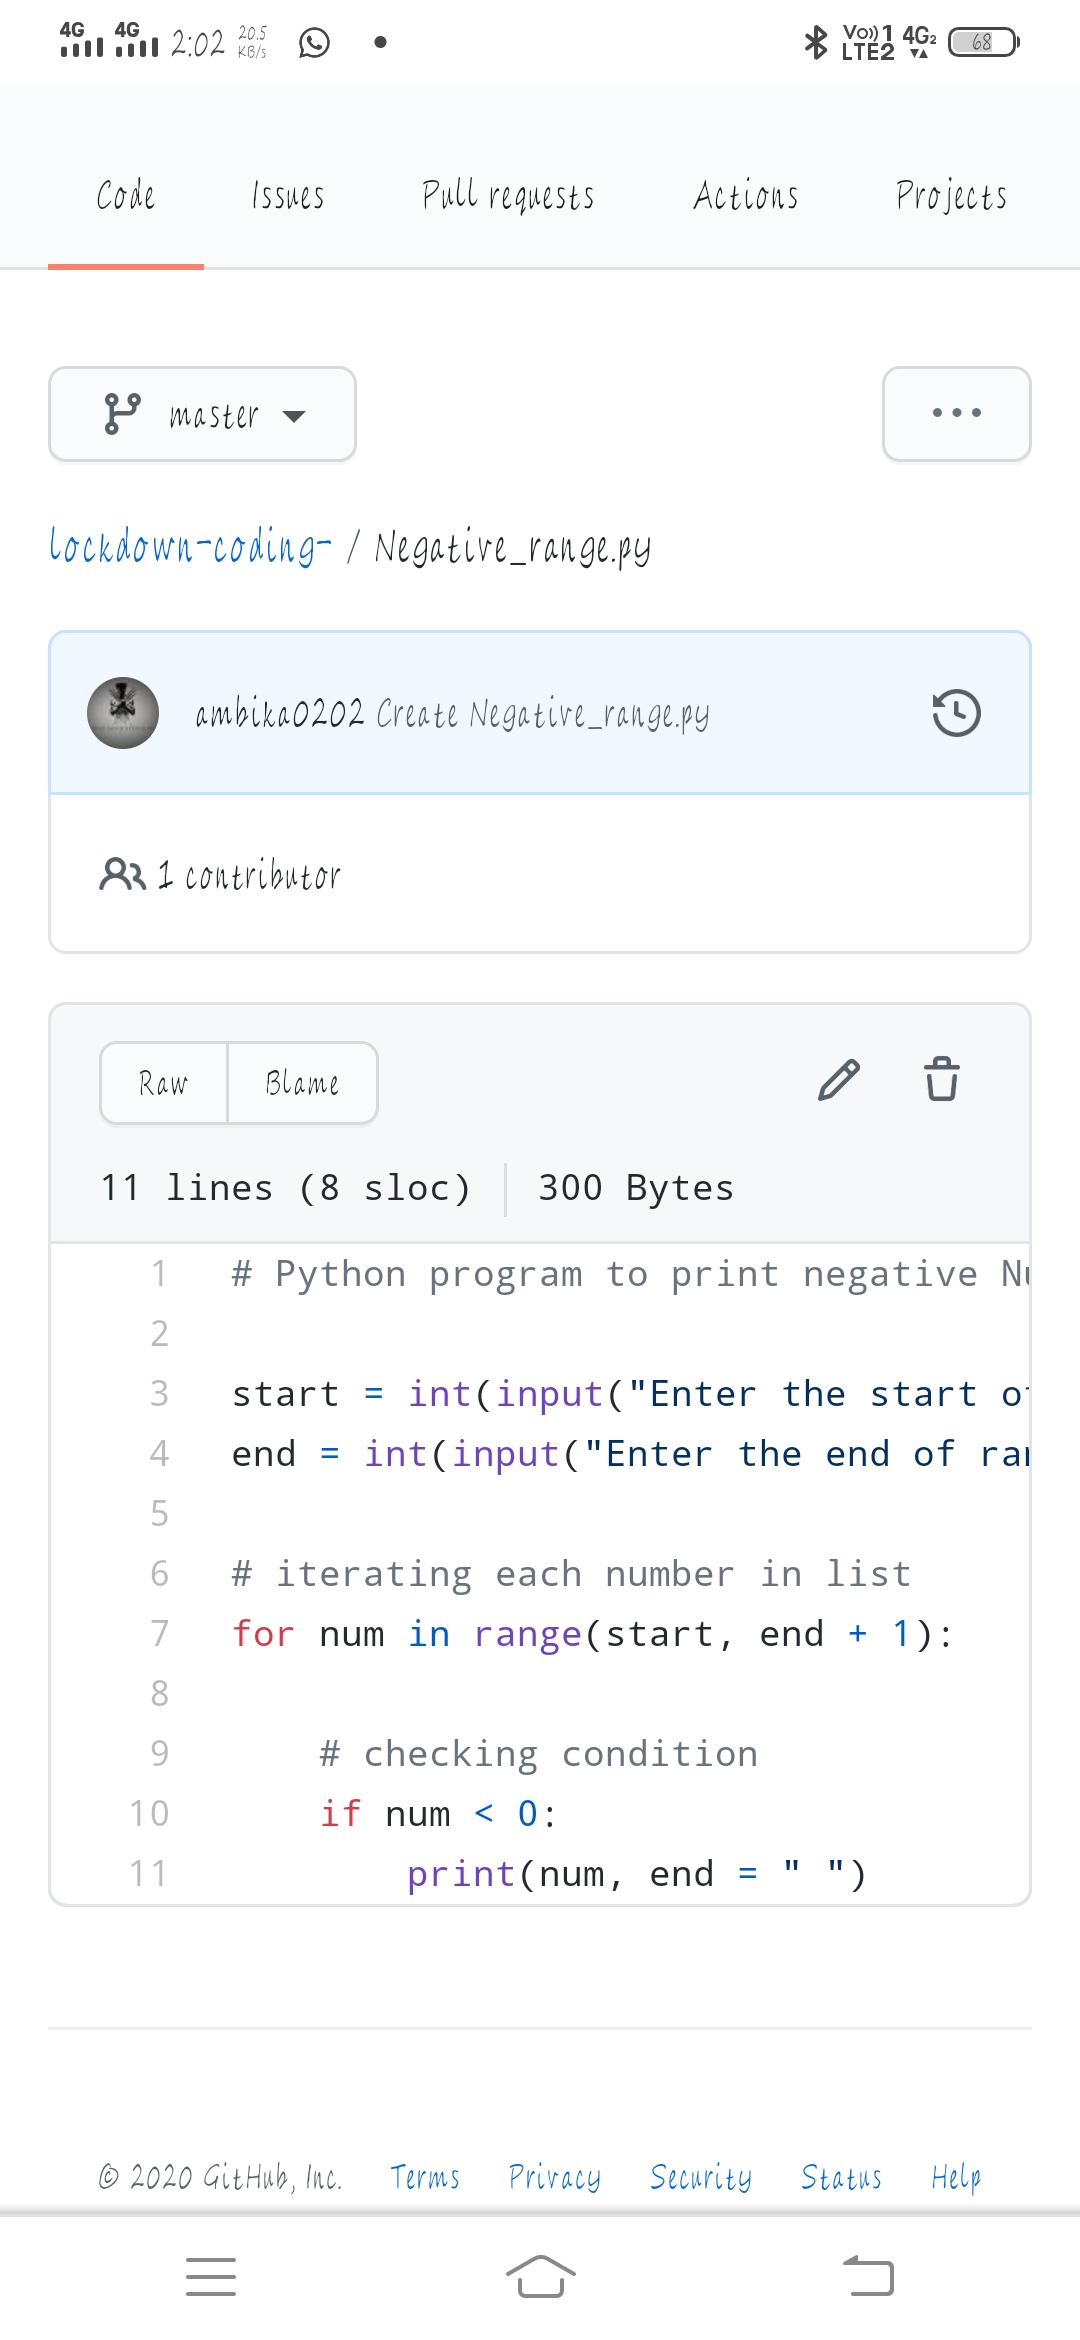 4G 4G 2:02 20.5 KB/s Vo)) 1 LTE2 4G2 68
Code Issues Pull requests Actions Projects
master
lockdown-coding- / Negative_range.py
ambika0202 Create Negative_range.py
1 contributor
Raw Blame
11 lines (8 sloc) 300 Bytes
1 # Python program to print negative
2
3 start = int(input("Enter the start
4 end = int(input("Enter the end of
5
6 # iterating each number in list
7 for num in range(start, end + 1):
8
9 # checking condition
10 if num < 0:
11 print(num, end = " ")
© 2020 GitHub, Inc. Terms Privacy Security Status Help